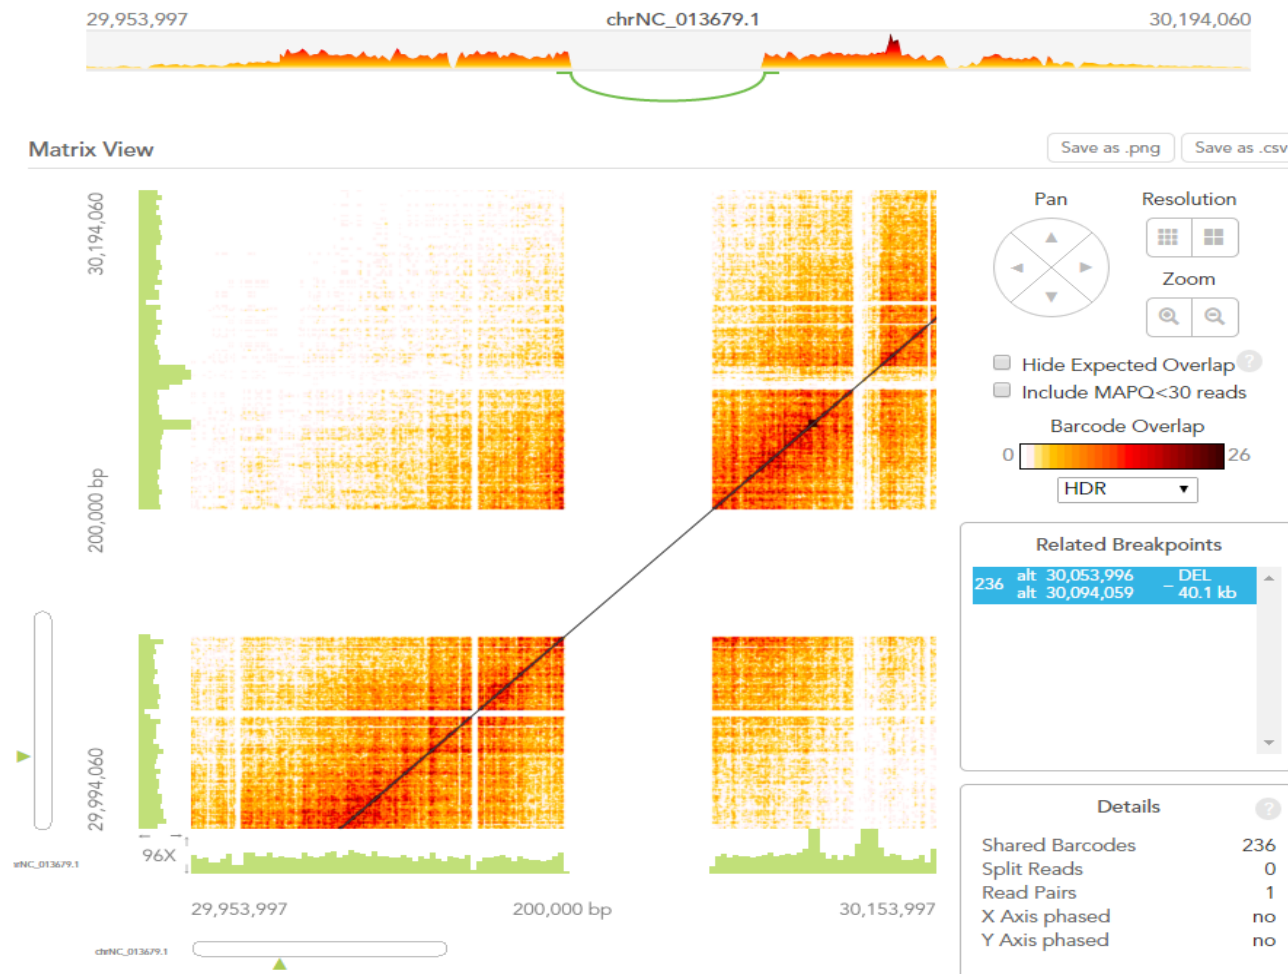 29,953,997 chrNC_013679.1 30,194,060
Matrix View
Save as .png Save as .csv
30,194,060
200,000 bp
29,994,060
Pan Resolution
Zoom
Hide Expected Overlap ?
Include MAPQ<30 reads
Barcode Overlap
0 26
HDR
Related Breakpoints
236 alt 30,053,996 – DEL
alt 30,094,059 40.1 kb
96X
29,953,997 200,000 bp 30,153,997
chrNC_013679.1
Details ?
Shared Barcodes 236
Split Reads 0
Read Pairs 1
X Axis phased no
Y Axis phased no